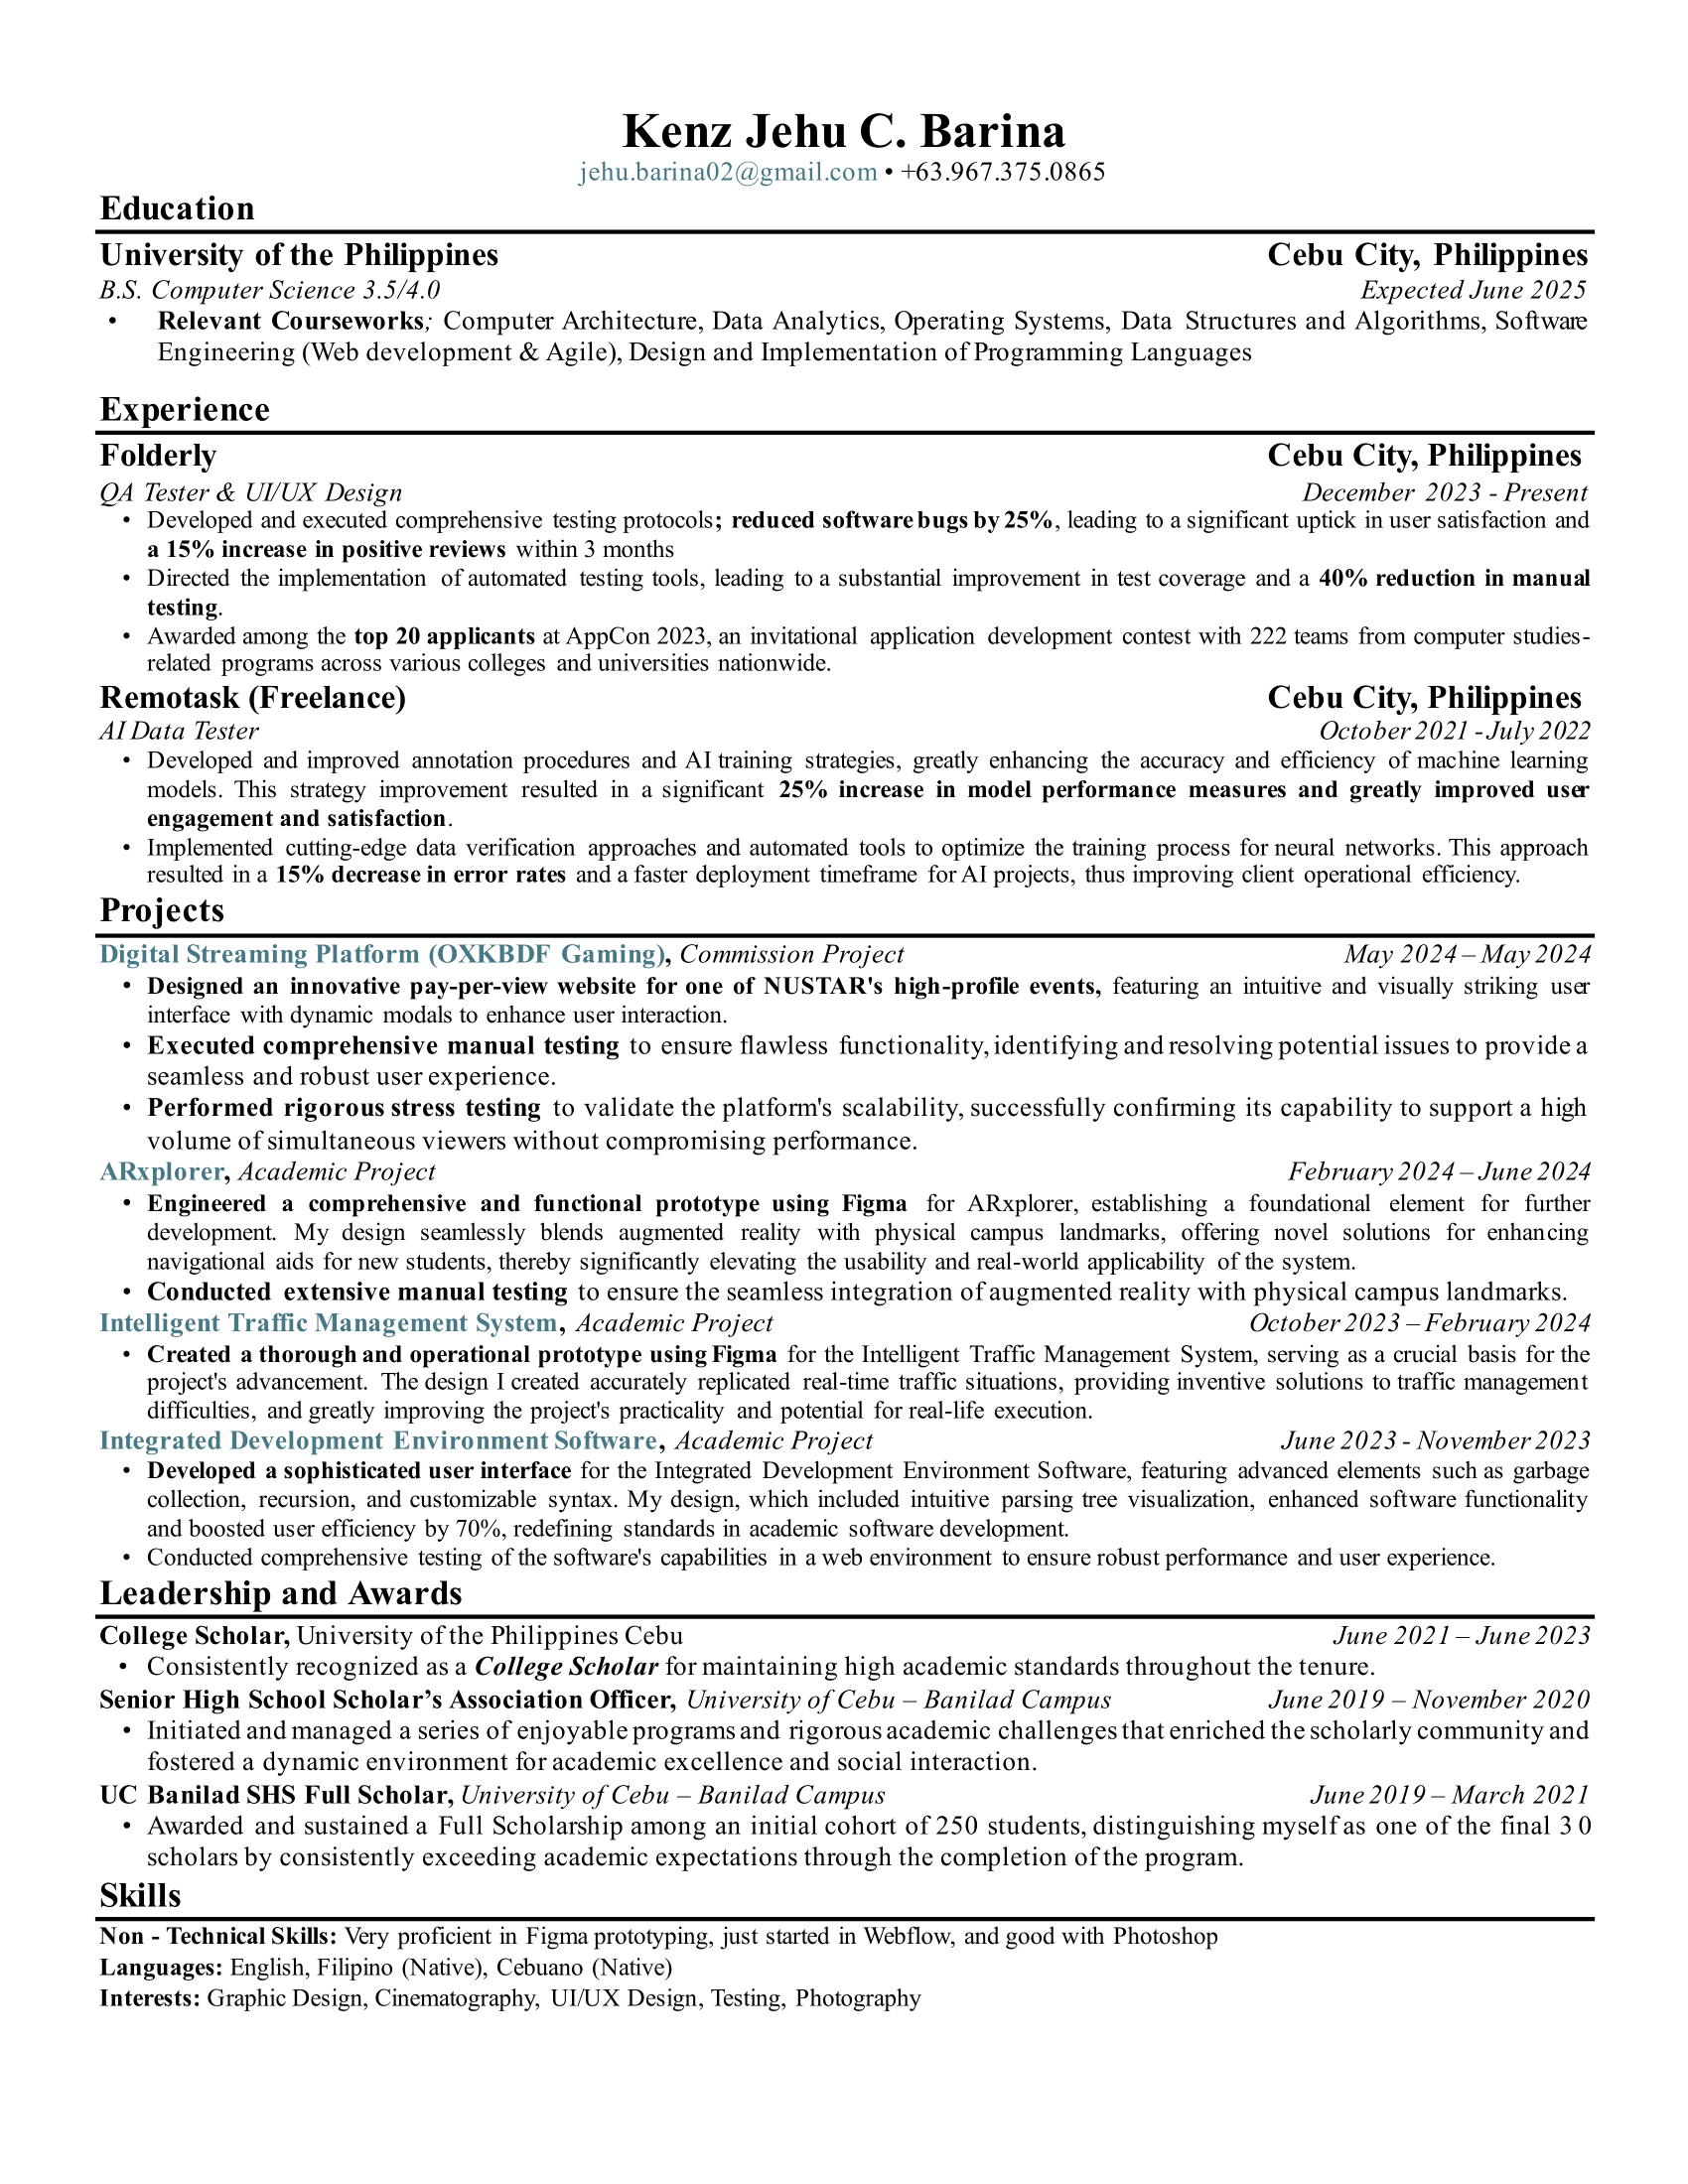 Kenz Jehu C. Barina
jehu.barina02@gmail.com • +63.967.375.0865
Education
University of the Philippines Cebu City, Philippines
B.S. Computer Science 3.5/4.0 Expected June 2025
• Relevant Courseworks; Computer Architecture, Data Analytics, Operating Systems, Data Structures and Algorithms, Software
Engineering (Web development & Agile), Design and Implementation of Programming Languages
Experience
Folderly Cebu City, Philippines
QA Tester & UI/UX Design December 2023 - Present
• Developed and executed comprehensive testing protocols; reduced software bugs by 25%, leading to a significant uptick in user satisfaction and
a 15% increase in positive reviews within 3 months
• Directed the implementation of automated testing tools, leading to a substantial improvement in test coverage and a 40% reduction in manual
testing.
• Awarded among the top 20 applicants at AppCon 2023, an invitational application development contest with 222 teams from computer studies-
related programs across various colleges and universities nationwide.
Remotask (Freelance) Cebu City, Philippines
AI Data Tester October 2021 - July 2022
• Developed and improved annotation procedures and AI training strategies, greatly enhancing the accuracy and efficiency of machine learning
models. This strategy improvement resulted in a significant 25% increase in model performance measures and greatly improved user
engagement and satisfaction.
• Implemented cutting-edge data verification approaches and automated tools to optimize the training process for neural networks. This approach
resulted in a 15% decrease in error rates and a faster deployment timeframe for AI projects, thus improving client operational efficiency.
Projects
Digital Streaming Platform (OXKBDF Gaming), Commission Project May 2024 – May 2024
• Designed an innovative pay-per-view website for one of NUSTAR's high-profile events, featuring an intuitive and visually striking user
interface with dynamic modals to enhance user interaction.
• Executed comprehensive manual testing to ensure flawless functionality, identifying and resolving potential issues to provide a
seamless and robust user experience.
• Performed rigorous stress testing to validate the platform's scalability, successfully confirming its capability to support a high
volume of simultaneous viewers without compromising performance.
ARxplorer, Academic Project February 2024 – June 2024
• Engineered a comprehensive and functional prototype using Figma for ARxplorer, establishing a foundational element for further
development. My design seamlessly blends augmented reality with physical campus landmarks, offering novel solutions for enhancing
navigational aids for new students, thereby significantly elevating the usability and real-world applicability of the system.
• Conducted extensive manual testing to ensure the seamless integration of augmented reality with physical campus landmarks.
Intelligent Traffic Management System, Academic Project October 2023 – February 2024
• Created a thorough and operational prototype using Figma for the Intelligent Traffic Management System, serving as a crucial basis for the
project's advancement. The design I created accurately replicated real-time traffic situations, providing inventive solutions to traffic management
difficulties, and greatly improving the project's practicality and potential for real-life execution.
Integrated Development Environment Software, Academic Project June 2023 - November 2023
• Developed a sophisticated user interface for the Integrated Development Environment Software, featuring advanced elements such as garbage
collection, recursion, and customizable syntax. My design, which included intuitive parsing tree visualization, enhanced software functionality
and boosted user efficiency by 70%, redefining standards in academic software development.
• Conducted comprehensive testing of the software's capabilities in a web environment to ensure robust performance and user experience.
Leadership and Awards
College Scholar, University of the Philippines Cebu June 2021 – June 2023
• Consistently recognized as a College Scholar for maintaining high academic standards throughout the tenure.
Senior High School Scholar’s Association Officer, University of Cebu – Banilad Campus June 2019 – November 2020
• Initiated and managed a series of enjoyable programs and rigorous academic challenges that enriched the scholarly community and
fostered a dynamic environment for academic excellence and social interaction.
UC Banilad SHS Full Scholar, University of Cebu – Banilad Campus June 2019 – March 2021
• Awarded and sustained a Full Scholarship among an initial cohort of 250 students, distinguishing myself as one of the final 30
scholars by consistently exceeding academic expectations through the completion of the program.
Skills
Non - Technical Skills: Very proficient in Figma prototyping, just started in Webflow, and good with Photoshop
Languages: English, Filipino (Native), Cebuano (Native)
Interests: Graphic Design, Cinematography, UI/UX Design, Testing, Photography